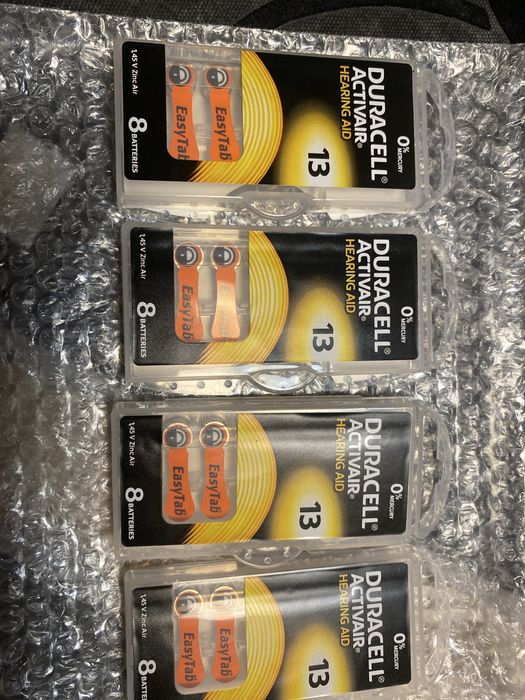 0%
MERCURY
DURACELL®
ACTIVAIR®
HEARING AID
13
EasyTab
EasyTab
1,45 V Zinc Air
8 BATTERIES
0%
MERCURY
DURACELL®
ACTIVAIR®
HEARING AID
13
EasyTab
1,45 V Zinc Air
8 BATTERIES
0%
MERCURY
DURACELL®
ACTIVAIR®
HEARING AID
13
EasyTab
EasyTab
1,45 V Zinc Air
8 BATTERIES
0%
MERCURY
DURACELL®
ACTIVAIR®
HEARING AID
13
EasyTab
EasyTab
1,45 V Zinc Air
8 BATTERIES